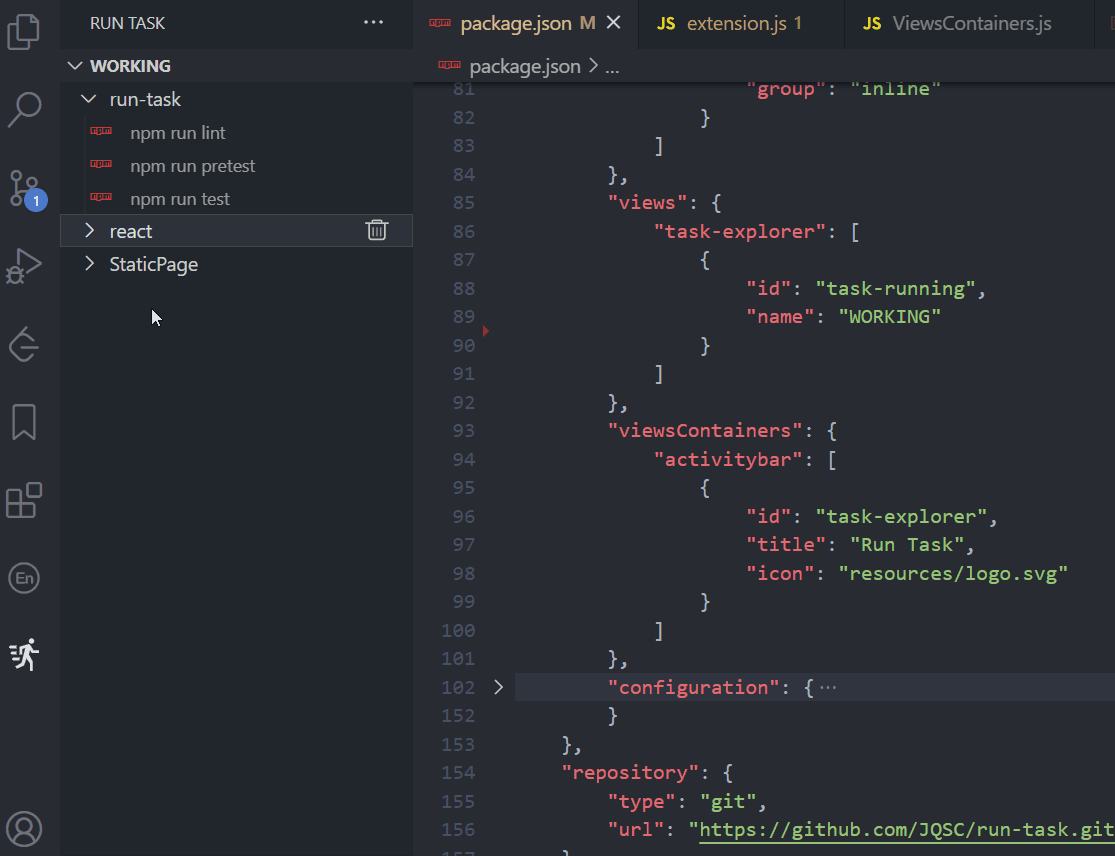 RUN TASK
WORKING
run-task
npm run lint
npm run pretest
npm run test
react
StaticPage
1
En
package.json M
JS extension.js 1
JS ViewsContainers.js
package.json > ...
81 "group": "inline"
82 }
83 ]
84 },
85 "views": {
86 "task-explorer": [
87 {
88 "id": "task-running",
89 "name": "WORKING"
90 }
91 ]
92 },
93 "viewsContainers": {
94 "activitybar": [
95 {
96 "id": "task-explorer",
97 "title": "Run Task",
98 "icon": "resources/logo.svg"
99 }
100 ]
101 },
102 "configuration": {···
152 }
153 },
154 "repository": {
155 "type": "git",
156 "url": "https://github.com/JQSC/run-task.git